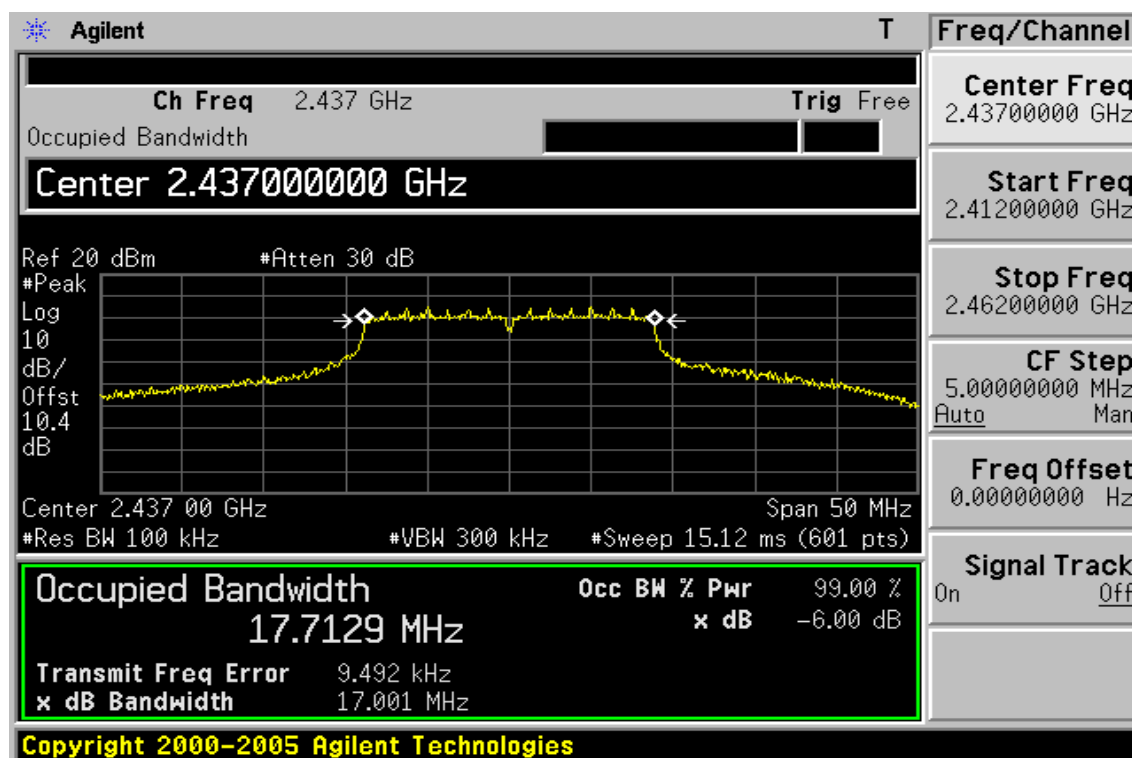 Agilent T Freq/Channel
Ch Freq 2.437 GHz Trig Free
Occupied Bandwidth
Center 2.437000000 GHz
Ref 20 dBm #Atten 30 dB
#Peak
Log
10
dB/
Offst
10.4
dB
Center 2.437 00 GHz Span 50 MHz
#Res BW 100 kHz #VBW 300 kHz #Sweep 15.12 ms (601 pts)
Occupied Bandwidth Occ BW % Pwr 99.00 %
17.7129 MHz x dB -6.00 dB
Transmit Freq Error 9.492 kHz
x dB Bandwidth 17.001 MHz
Copyright 2000-2005 Agilent Technologies
Center Freq
2.43700000 GHz
Start Freq
2.41200000 GHz
Stop Freq
2.46200000 GHz
CF Step
5.00000000 MHz
Auto Man
Freq Offset
0.00000000 Hz
Signal Track
On Off